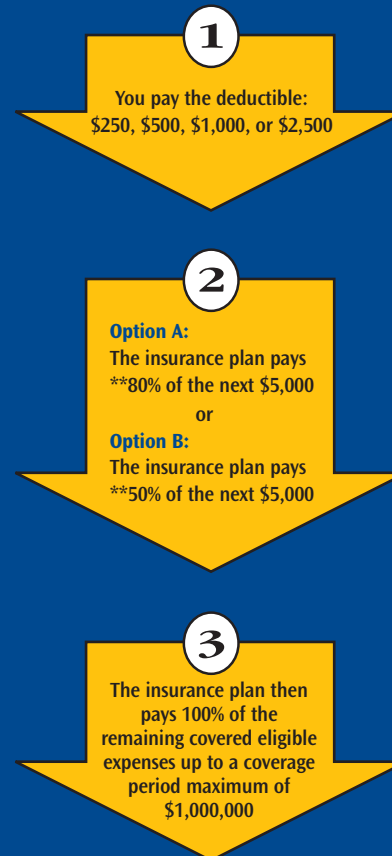 1
You pay the deductible:
$250, $500, $1,000, or $2,500
2
Option A:
The insurance plan pays
**80% of the next $5,000
or
Option B:
The insurance plan pays
**50% of the next $5,000
3
The insurance plan then
pays 100% of the
remaining covered eligible
expenses up to a coverage
period maximum of
$1,000,000